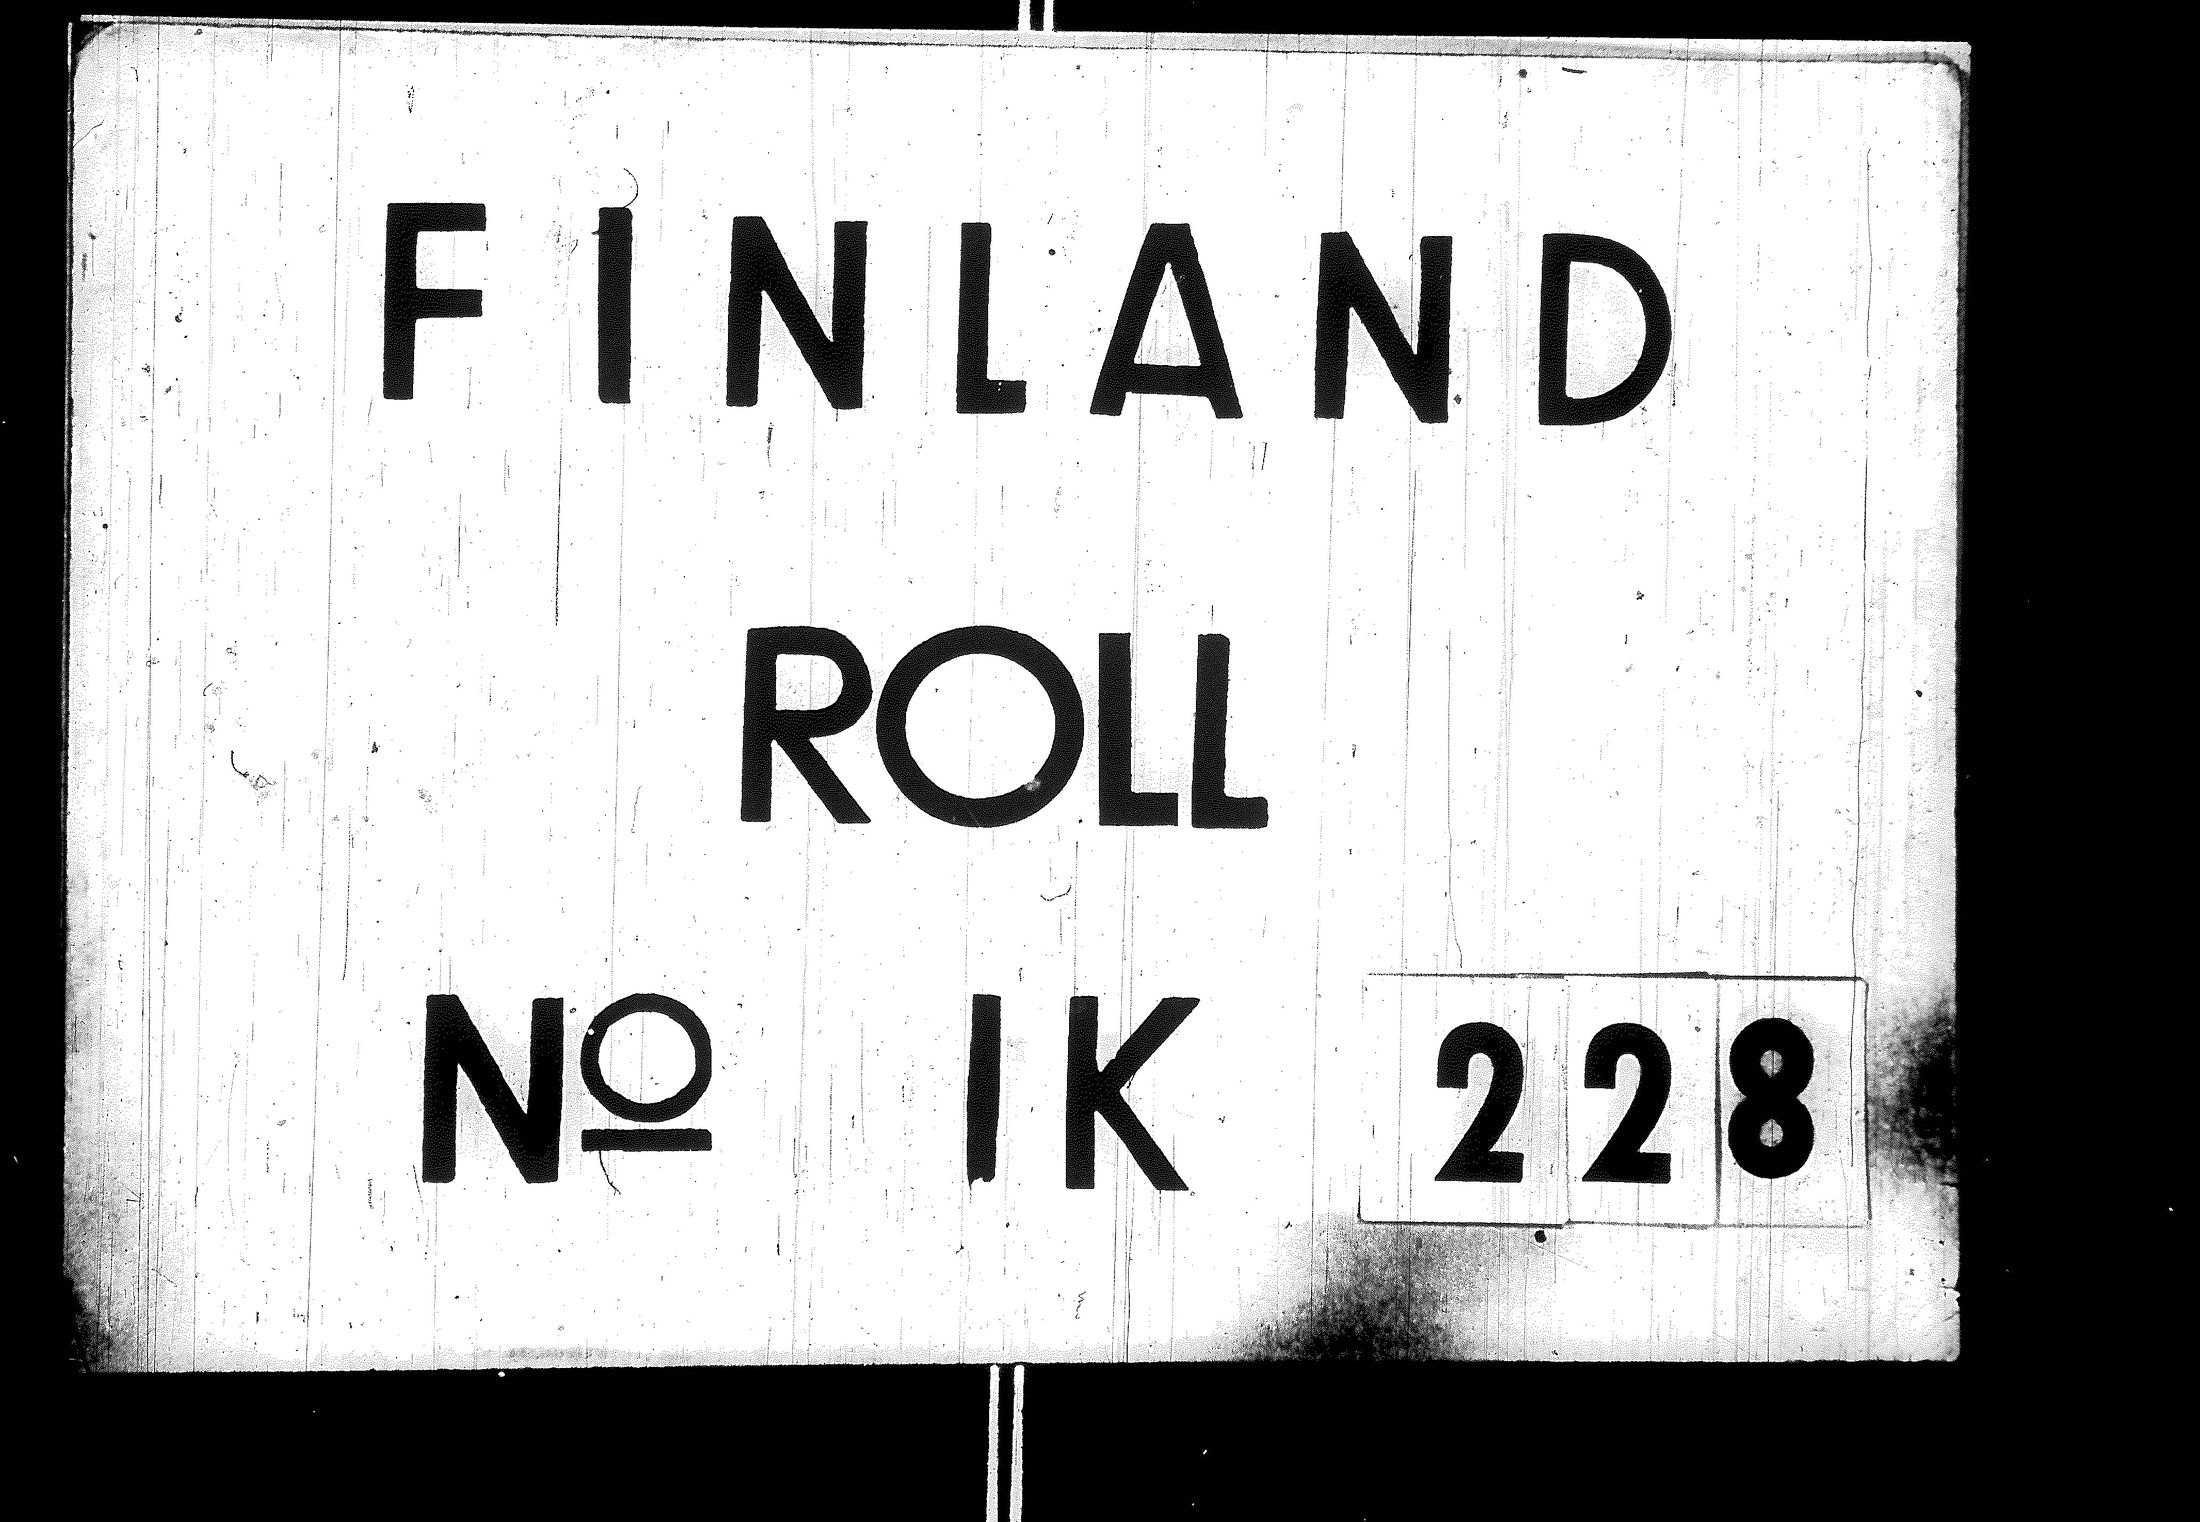 FINLAND
ROLL
Nº IK 228